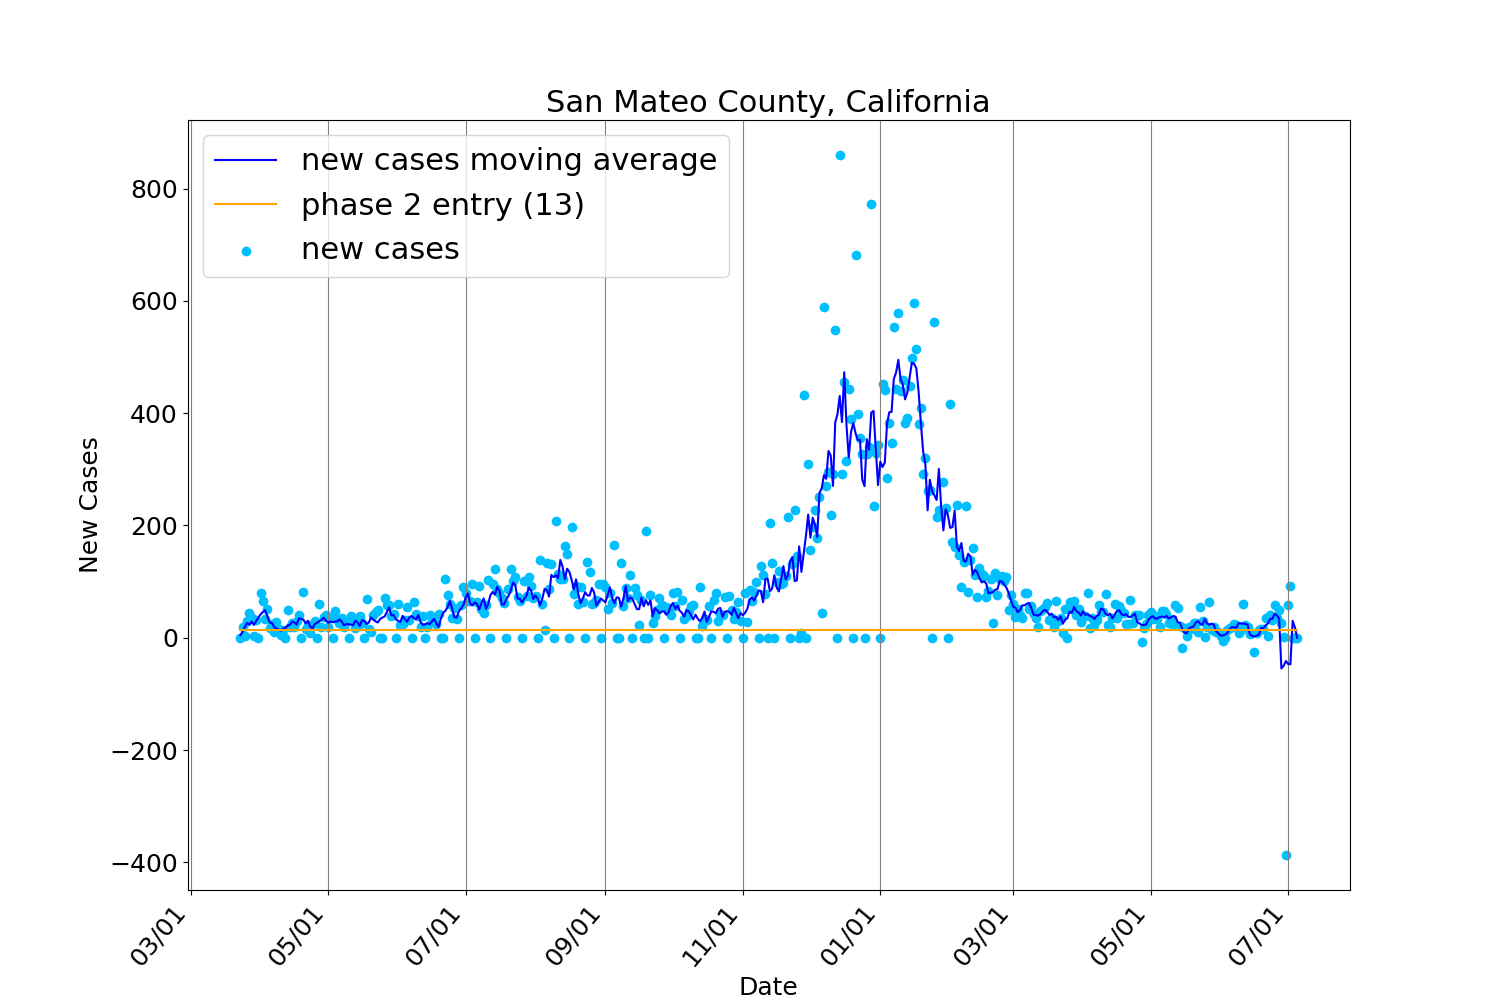 San Mateo County, California
new cases moving average
phase 2 entry (13)
new cases
800
600
400
200
0
−200
−400
New Cases
03/01
05/01
07/01
09/01
11/01
01/01
03/01
05/01
07/01
Date